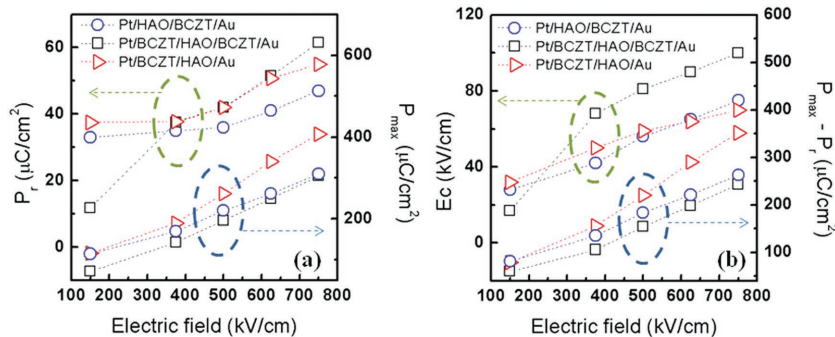 Pt/HAO/BCZT/Au
Pt/BCZT/HAO/BCZT/Au
Pt/BCZT/HAO/Au
60
40
20
0
P_r (μC/cm²)
600
400
200
P_max (μC/cm²)
(a)
100 200 300 400 500 600 700 800
Electric field (kV/cm)
Pt/HAO/BCZT/Au
Pt/BCZT/HAO/BCZT/Au
Pt/BCZT/HAO/Au
120
80
40
0
Ec (kV/cm)
600
500
400
300
200
100
P_max - P_r (μC/cm²)
(b)
100 200 300 400 500 600 700 800
Electric field (kV/cm)